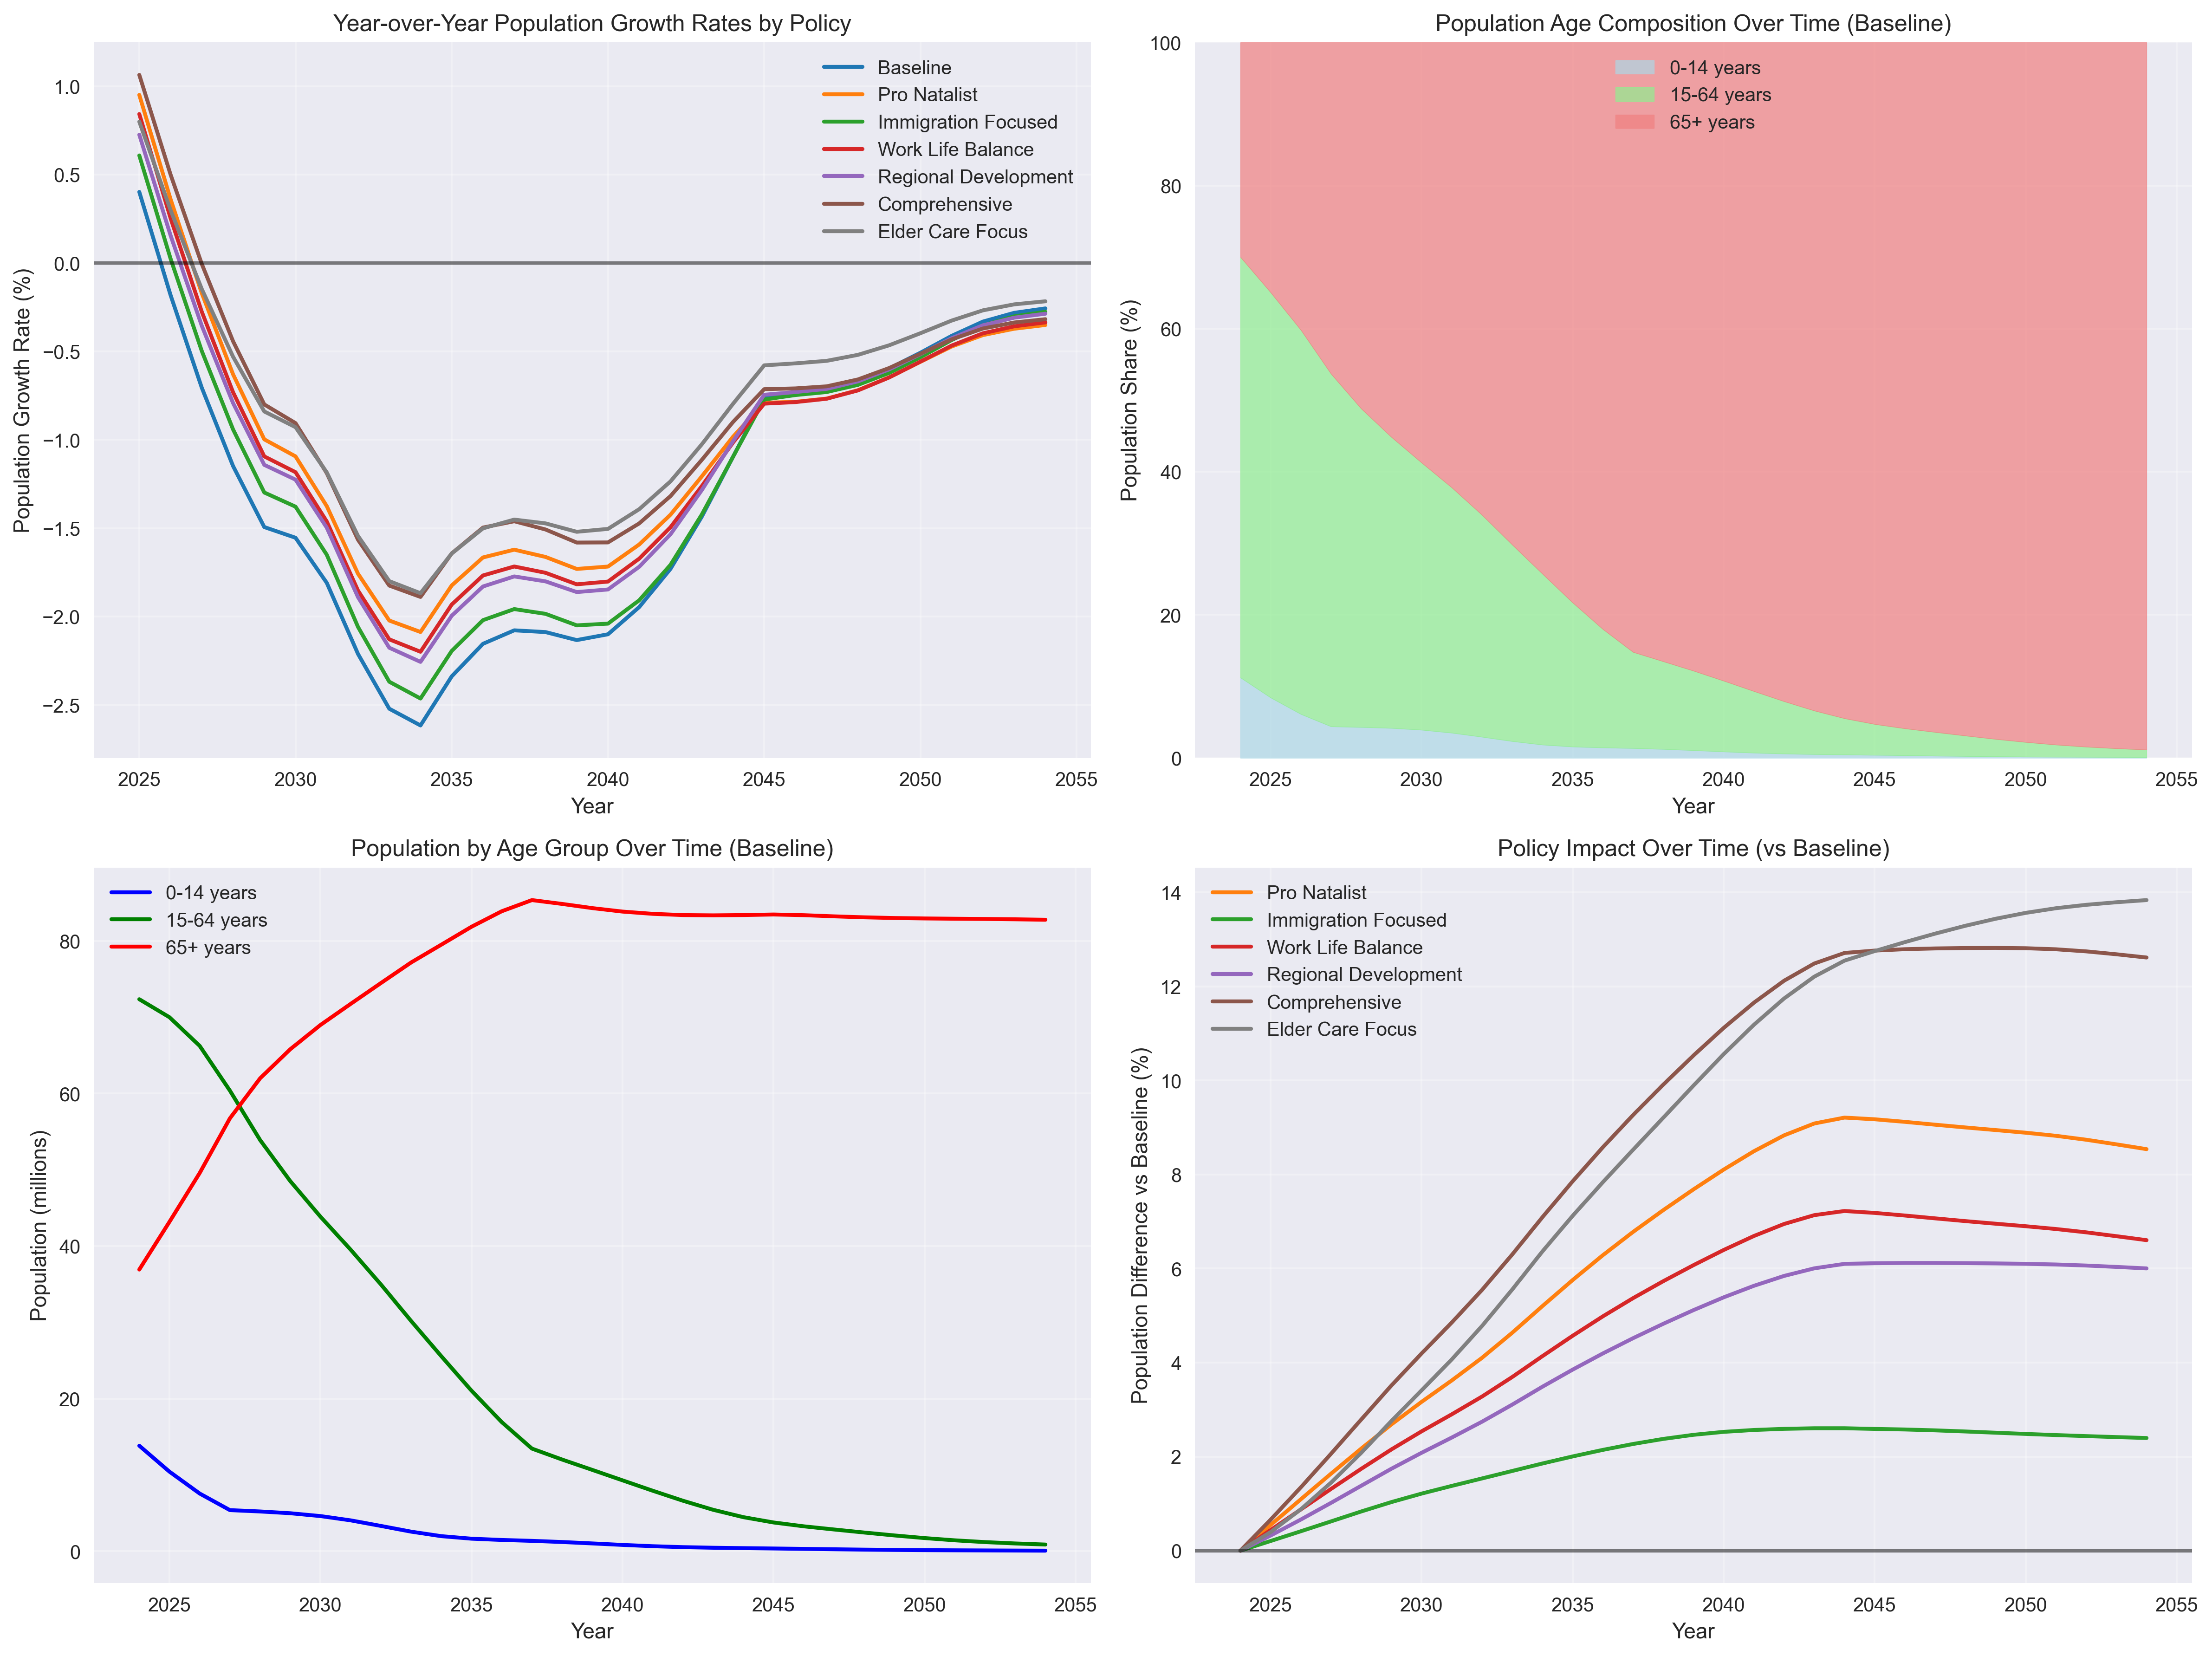 Year-over-Year Population Growth Rates by Policy
Population Growth Rate (%)
1.0
0.5
0.0
−0.5
−1.0
−1.5
−2.0
−2.5
Baseline
Pro Natalist
Immigration Focused
Work Life Balance
Regional Development
Comprehensive
Elder Care Focus
2025 2030 2035 2040 2045 2050 2055
Year
Population Age Composition Over Time (Baseline)
Population Share (%)
100
80
60
40
20
0
0-14 years
15-64 years
65+ years
2025 2030 2035 2040 2045 2050 2055
Year
Population by Age Group Over Time (Baseline)
Population (millions)
80
60
40
20
0
0-14 years
15-64 years
65+ years
2025 2030 2035 2040 2045 2050 2055
Year
Policy Impact Over Time (vs Baseline)
Population Difference vs Baseline (%)
14
12
10
8
6
4
2
0
Pro Natalist
Immigration Focused
Work Life Balance
Regional Development
Comprehensive
Elder Care Focus
2025 2030 2035 2040 2045 2050 2055
Year